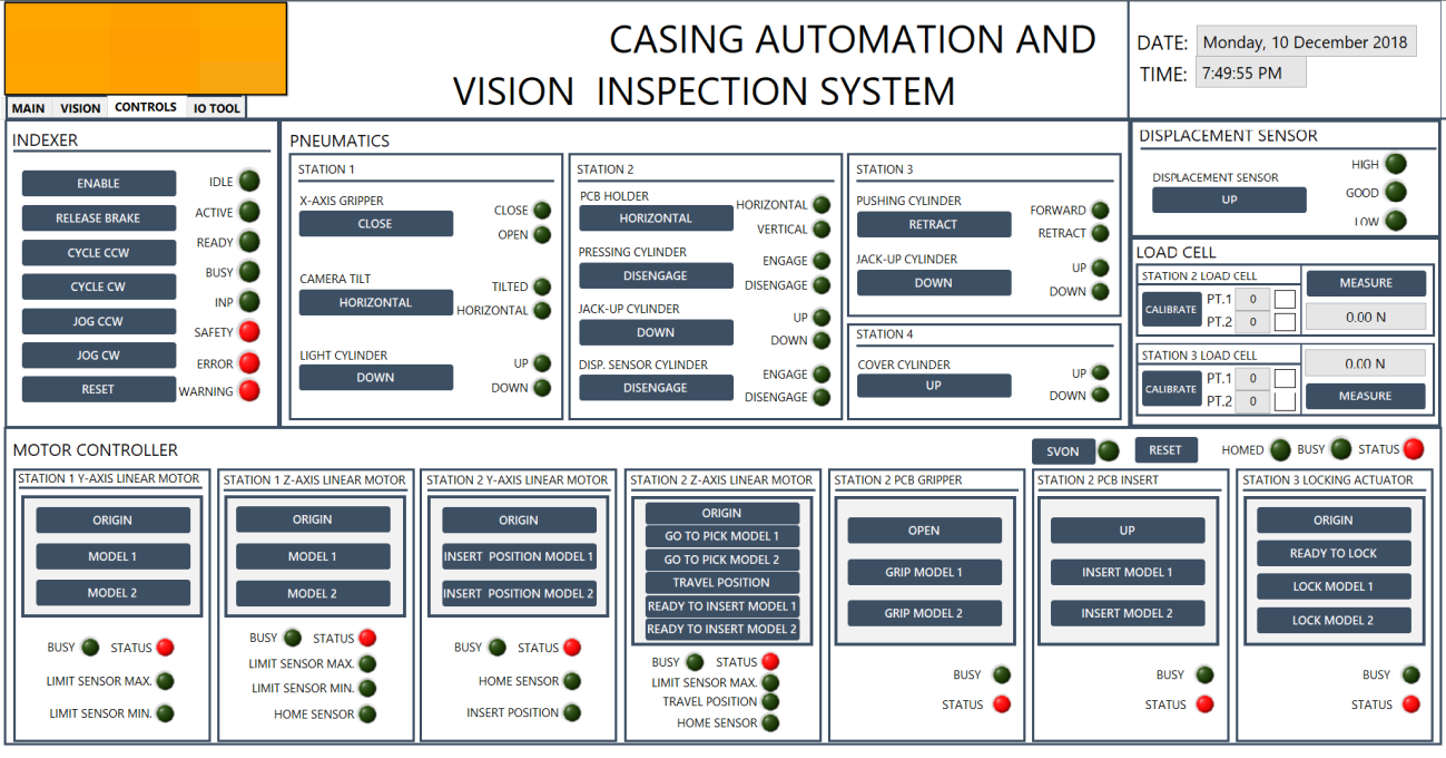 CASING AUTOMATION AND
VISION INSPECTION SYSTEM
DATE: Monday, 10 December 2018
TIME: 7:49:55 PM
MAIN VISION CONTROLS IO TOOL
INDEXER
ENABLE
RELEASE BRAKE
CYCLE CCW
CYCLE CW
JOG CCW
JOG CW
RESET
IDLE
ACTIVE
READY
BUSY
INP
SAFETY
ERROR
WARNING
PNEUMATICS
STATION 1
X-AXIS GRIPPER
CLOSE
CLOSE
OPEN
CAMERA TILT
HORIZONTAL
TILTED
HORIZONTAL
LIGHT CYLINDER
DOWN
UP
DOWN
STATION 2
PCB HOLDER
HORIZONTAL
HORIZONTAL
VERTICAL
PRESSING CYLINDER
DISENGAGE
ENGAGE
DISENGAGE
JACK-UP CYLINDER
DOWN
UP
DOWN
DISP. SENSOR CYLINDER
DISENGAGE
ENGAGE
DISENGAGE
STATION 3
PUSHING CYLINDER
RETRACT
FORWARD
RETRACT
JACK-UP CYLINDER
DOWN
UP
DOWN
STATION 4
COVER CYLINDER
UP
UP
DOWN
DISPLACEMENT SENSOR
DISPLACEMENT SENSOR
UP
HIGH
GOOD
LOW
LOAD CELL
STATION 2 LOAD CELL
CALIBRATE
PT.1 0
PT.2 0
MEASURE
0.00 N
STATION 3 LOAD CELL
CALIBRATE
PT.1 0
PT.2 0
0.00 N
MEASURE
MOTOR CONTROLLER
SVON RESET HOMED BUSY STATUS
STATION 1 Y-AXIS LINEAR MOTOR
ORIGIN
MODEL 1
MODEL 2
BUSY STATUS
LIMIT SENSOR MAX.
LIMIT SENSOR MIN.
STATION 1 Z-AXIS LINEAR MOTOR
ORIGIN
MODEL 1
MODEL 2
BUSY STATUS
LIMIT SENSOR MAX.
LIMIT SENSOR MIN.
HOME SENSOR
STATION 2 Y-AXIS LINEAR MOTOR
ORIGIN
INSERT POSITION MODEL 1
INSERT POSITION MODEL 2
BUSY STATUS
HOME SENSOR
INSERT POSITION
STATION 2 Z-AXIS LINEAR MOTOR
ORIGIN
GO TO PICK MODEL 1
GO TO PICK MODEL 2
TRAVEL POSITION
READY TO INSERT MODEL 1
READY TO INSERT MODEL 2
BUSY STATUS
LIMIT SENSOR MAX.
TRAVEL POSITION
HOME SENSOR
STATION 2 PCB GRIPPER
OPEN
GRIP MODEL 1
GRIP MODEL 2
BUSY
STATUS
STATION 2 PCB INSERT
UP
INSERT MODEL 1
INSERT MODEL 2
BUSY
STATUS
STATION 3 LOCKING ACTUATOR
ORIGIN
READY TO LOCK
LOCK MODEL 1
LOCK MODEL 2
BUSY
STATUS